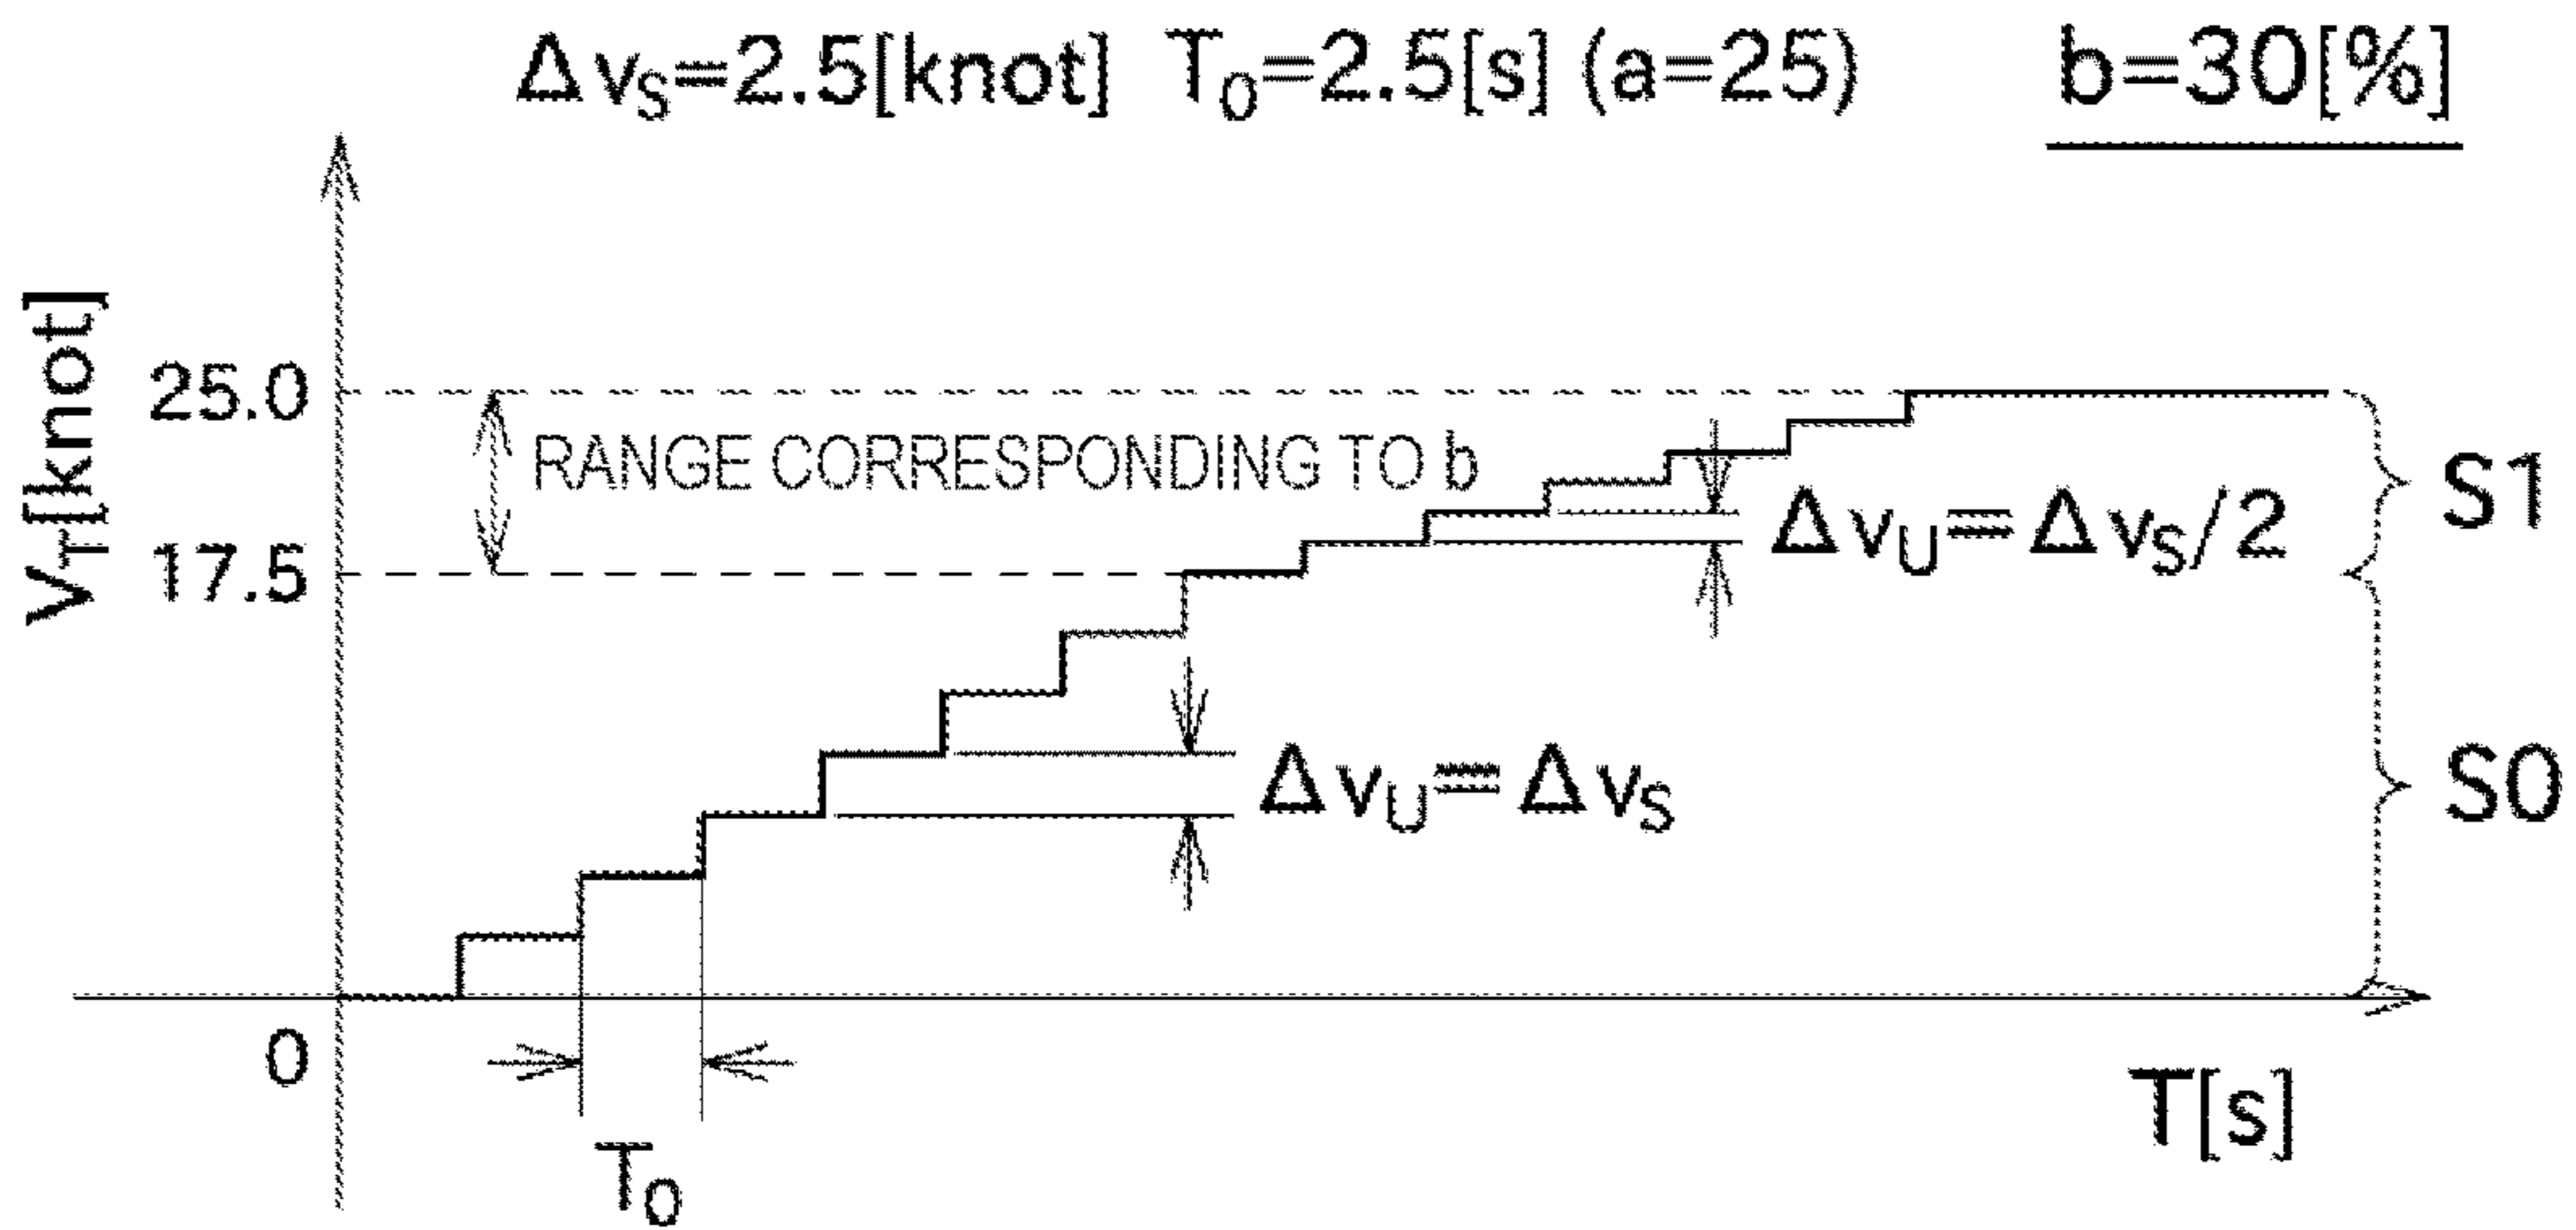 ΔvS=2.5[knot] T0=2.5[s] (a=25) b=30[%]
VT[knot]
25.0
RANGE CORRESPONDING TO b
17.5
ΔvU=ΔvS/2
S1
ΔvU=ΔvS
S0
0
T0
T[s]